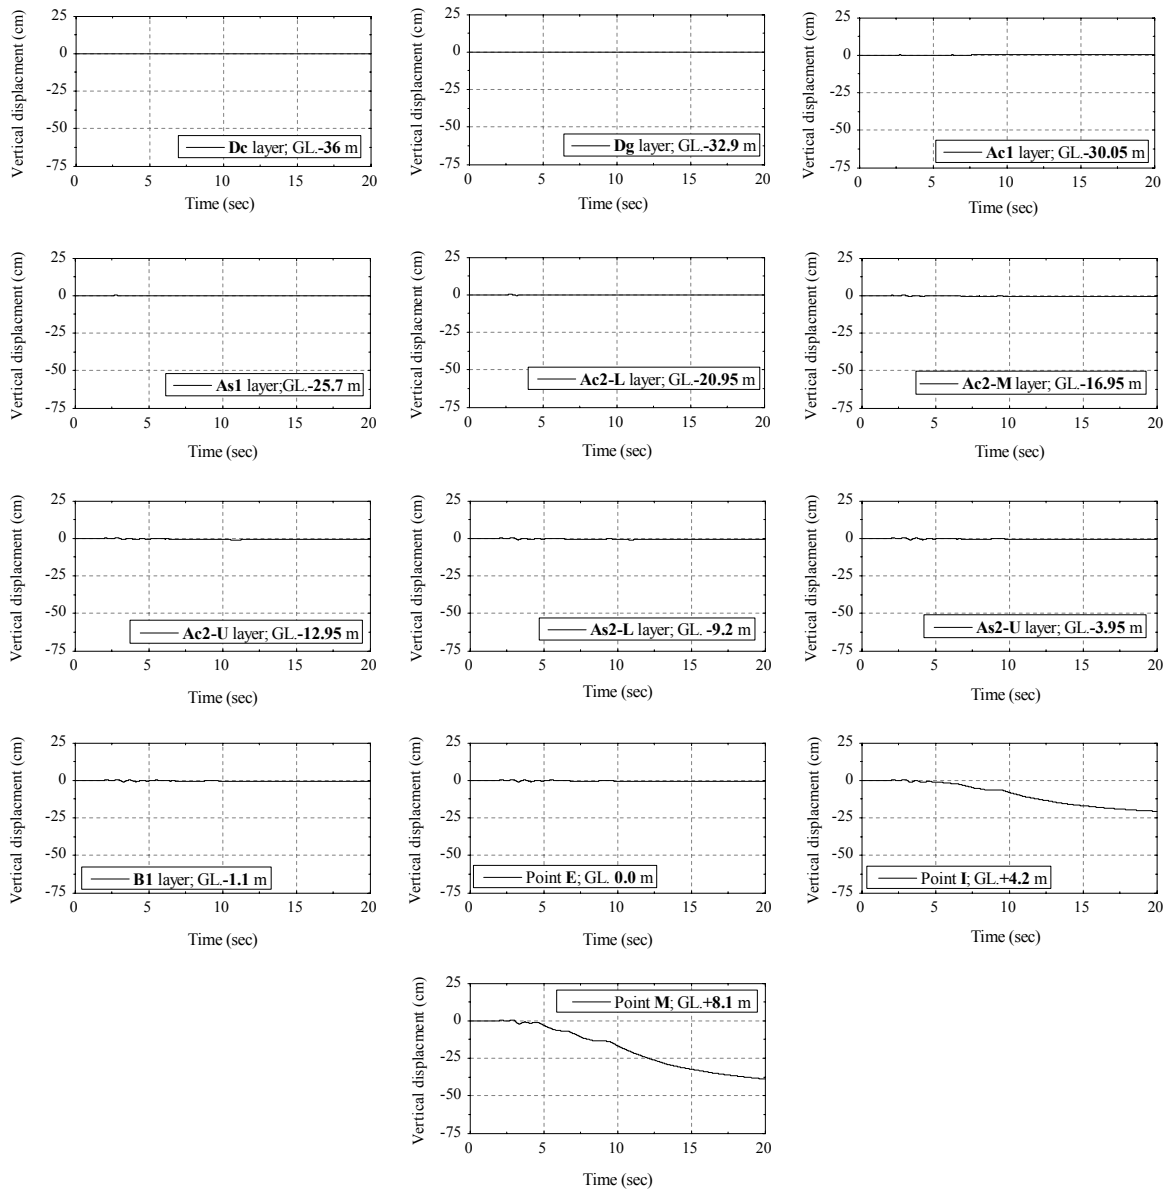 Vertical displacment (cm)
25
0
-25
-50
-75
0 5 10 15 20
Time (sec)
Dc layer; GL.-36 m
Vertical displacment (cm)
25
0
-25
-50
-75
0 5 10 15 20
Time (sec)
Dg layer; GL.-32.9 m
Vertical displacment (cm)
25
0
-25
-50
-75
0 5 10 15 20
Time (sec)
Ac1 layer; GL.-30.05 m
Vertical displacment (cm)
25
0
-25
-50
-75
0 5 10 15 20
Time (sec)
As1 layer;GL.-25.7 m
Vertical displacment (cm)
25
0
-25
-50
-75
0 5 10 15 20
Time (sec)
Ac2-L layer; GL.-20.95 m
Vertical displacment (cm)
25
0
-25
-50
-75
0 5 10 15 20
Time (sec)
Ac2-M layer; GL.-16.95 m
Vertical displacment (cm)
25
0
-25
-50
-75
0 5 10 15 20
Time (sec)
Ac2-U layer; GL.-12.95 m
Vertical displacment (cm)
25
0
-25
-50
-75
0 5 10 15 20
Time (sec)
As2-L layer; GL. -9.2 m
Vertical displacment (cm)
25
0
-25
-50
-75
0 5 10 15 20
Time (sec)
As2-U layer; GL.-3.95 m
Vertical displacment (cm)
25
0
-25
-50
-75
0 5 10 15 20
Time (sec)
B1 layer; GL.-1.1 m
Vertical displacment (cm)
25
0
-25
-50
-75
0 5 10 15 20
Time (sec)
Point E; GL. 0.0 m
Vertical displacment (cm)
25
0
-25
-50
-75
0 5 10 15 20
Time (sec)
Point I; GL.+4.2 m
Vertical displacment (cm)
25
0
-25
-50
-75
0 5 10 15 20
Time (sec)
Point M; GL.+8.1 m